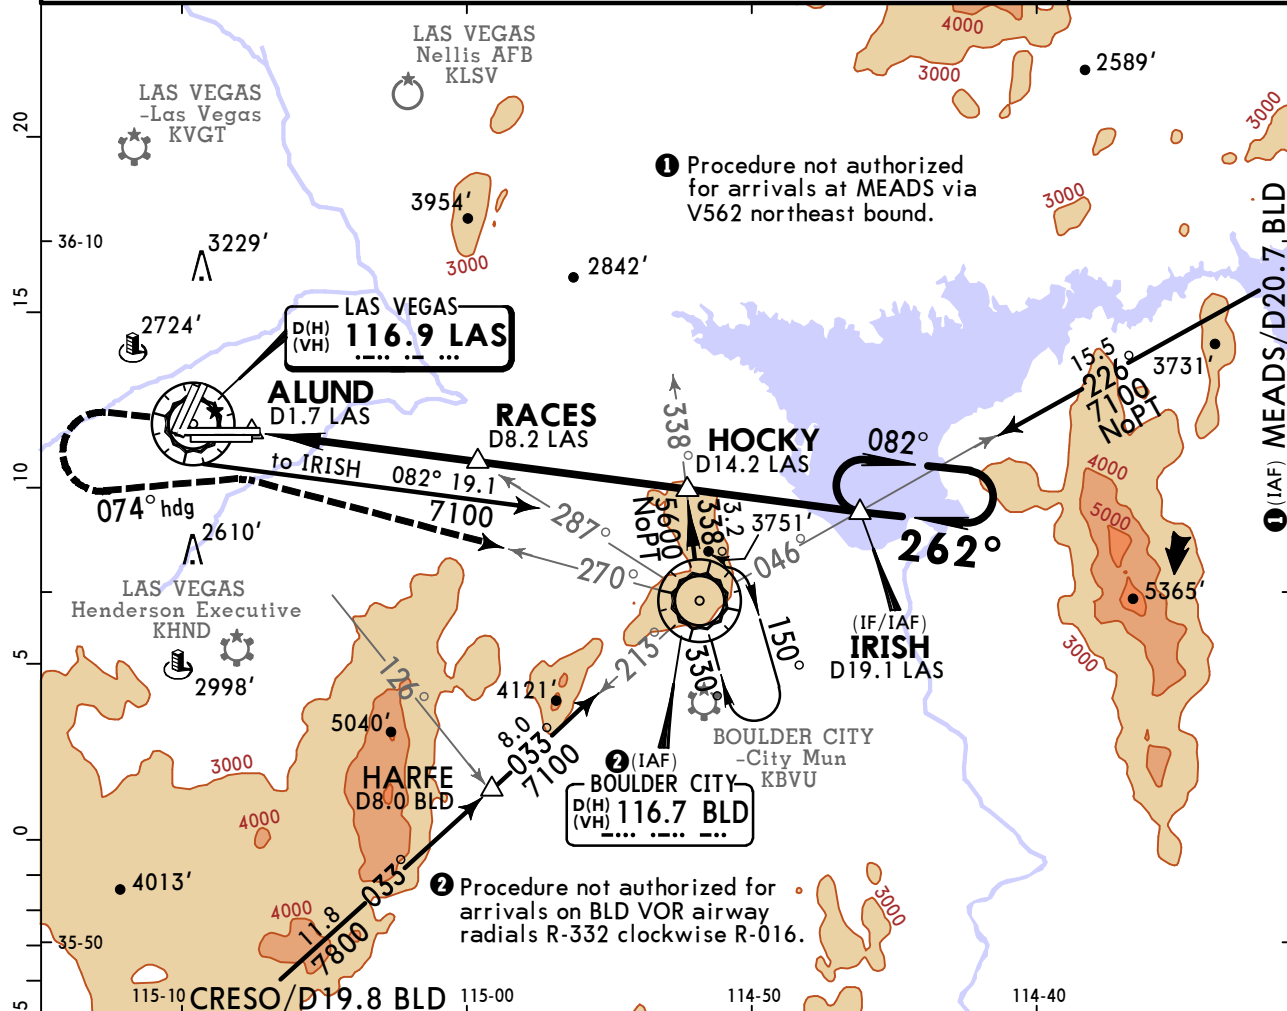 4000
3000
2589'
3000
LAS VEGAS
Nellis AFB
KLSV
LAS VEGAS
-Las Vegas
KVGT
20
1 Procedure not authorized
for arrivals at MEADS via
V562 northeast bound.
3954'
3000
3000
36-10
3229'
2842'
15
2724'
LAS VEGAS
D(H)
(VH) 116.9 LAS
1 (IAF) MEADS/D20.7 BLD
15.5
226°
7100
NoPT
3731'
ALUND
D1.7 LAS
RACES
D8.2 LAS
338°
HOCKY
D14.2 LAS
082°
10
to IRISH
082° 19.1
7100
074° hdg
287°
270°
5600
NoPT
338°
3.2
3751'
046°
262°
4000
5000
5365'
3000
2610'
LAS VEGAS
Henderson Executive
KHND
2998'
5
126°
213°
330°
150°
(IF/IAF)
IRISH
D19.1 LAS
4121'
5040'
3000
8.0
033°
7100
HARFE
D8.0 BLD
2 (IAF)
BOULDER CITY
D(H)
(VH) 116.7 BLD
BOULDER CITY
-City Mun
KBVU
0
4000
4013'
033°
4000
11.8
7800
2 Procedure not authorized for
arrivals on BLD VOR airway
radials R-332 clockwise R-016.
3000
35-50
5
115-10
CRESO/D19.8 BLD
115-00
114-50
114-40